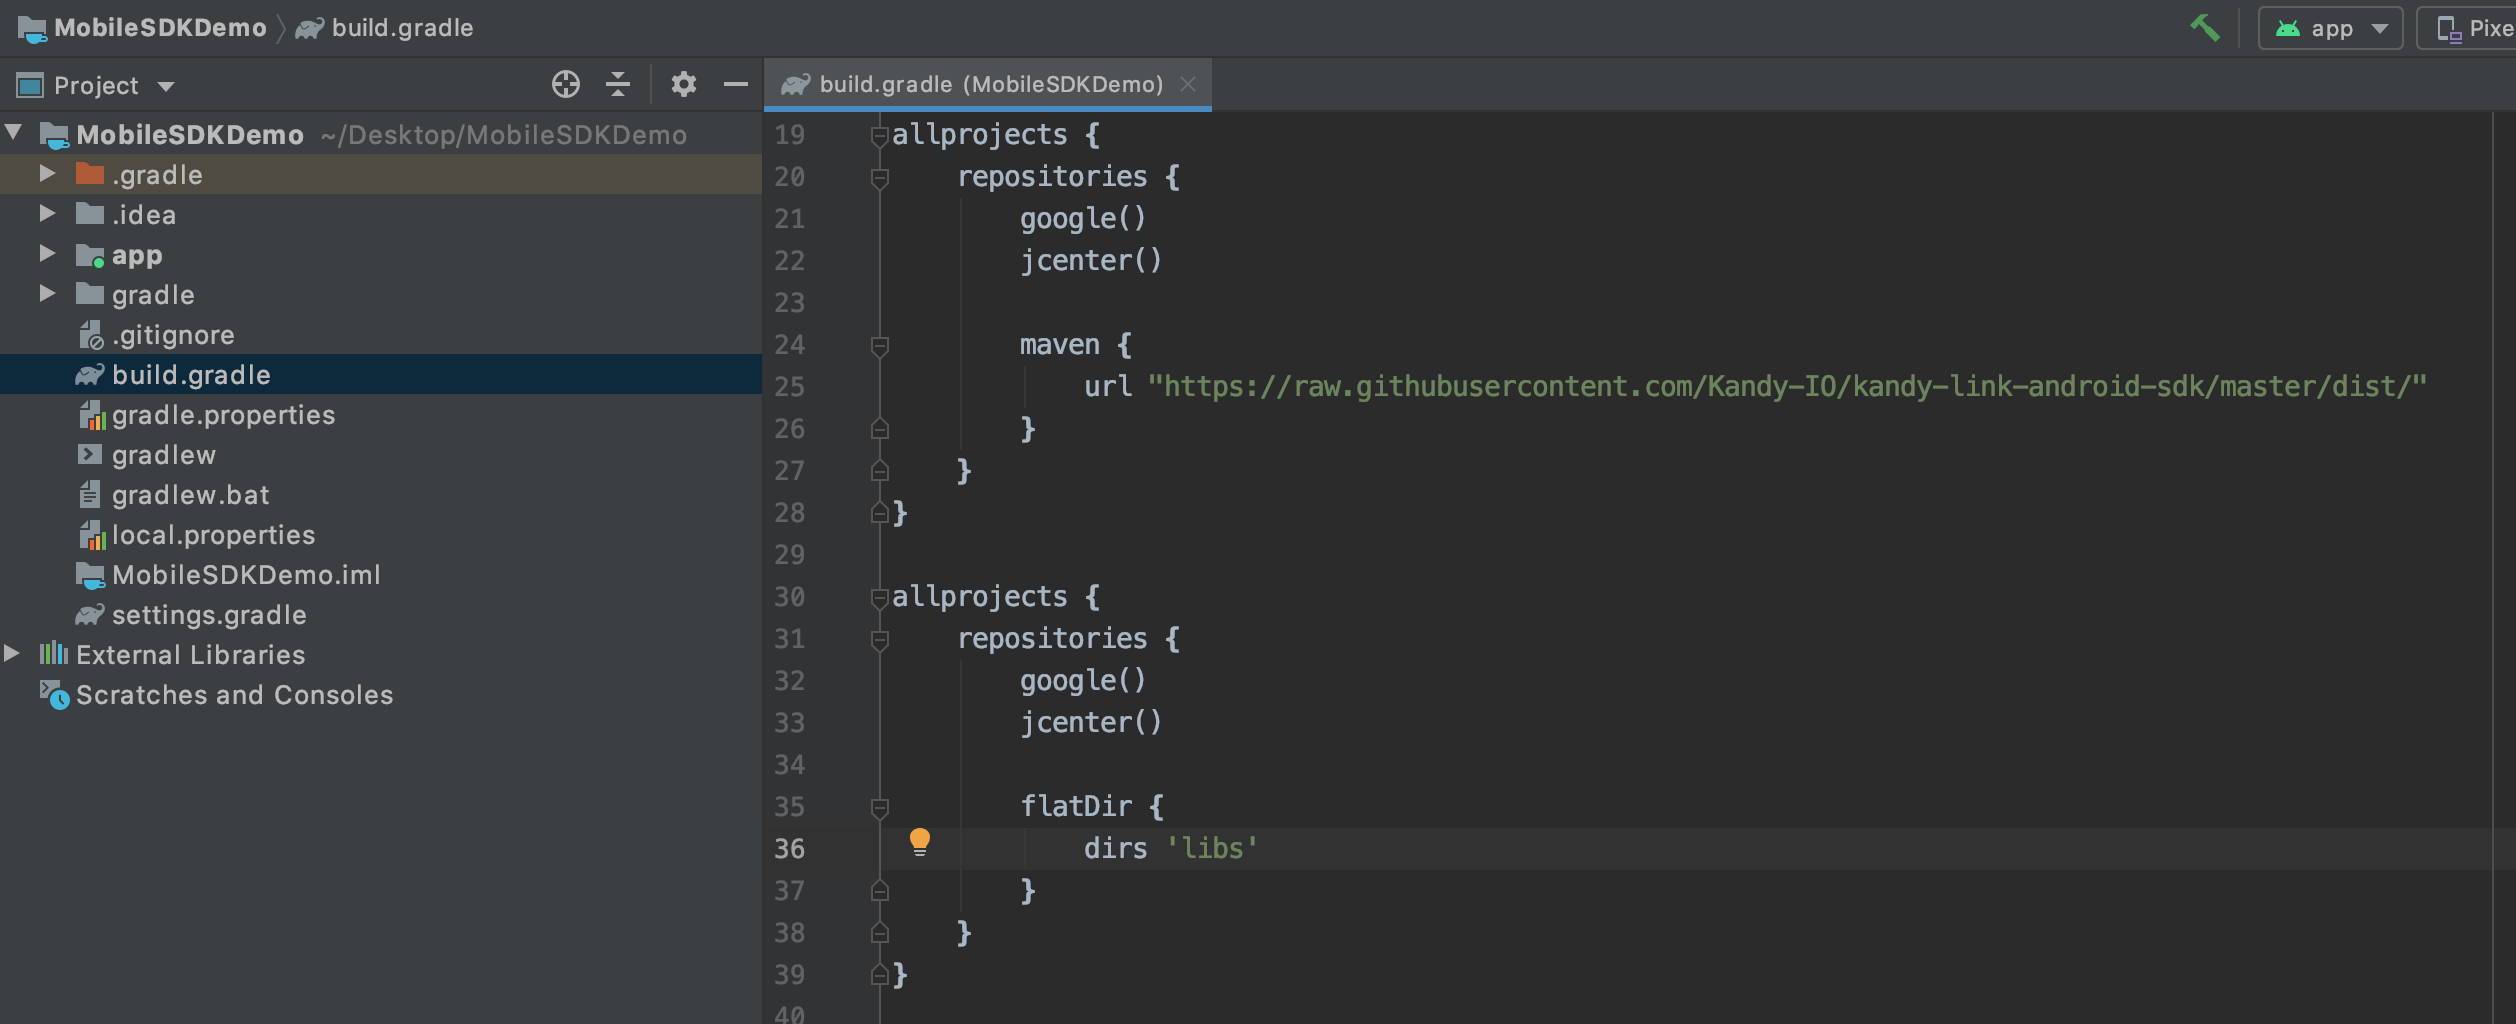 MobileSDKDemo build.gradle app
Project build.gradle (MobileSDKDemo)
MobileSDKDemo ~/Desktop/MobileSDKDemo
.gradle
.idea
app
gradle
.gitignore
build.gradle
gradle.properties
gradlew
gradlew.bat
local.properties
MobileSDKDemo.iml
settings.gradle
External Libraries
Scratches and Consoles
19 allprojects {
20 repositories {
21 google()
22 jcenter()
23
24 maven {
25 url "https://raw.githubusercontent.com/Kandy-IO/kandy-link-android-sdk/master/dist/"
26 }
27 }
28 }
29
30 allprojects {
31 repositories {
32 google()
33 jcenter()
34
35 flatDir {
36 dirs 'libs'
37 }
38 }
39 }
40